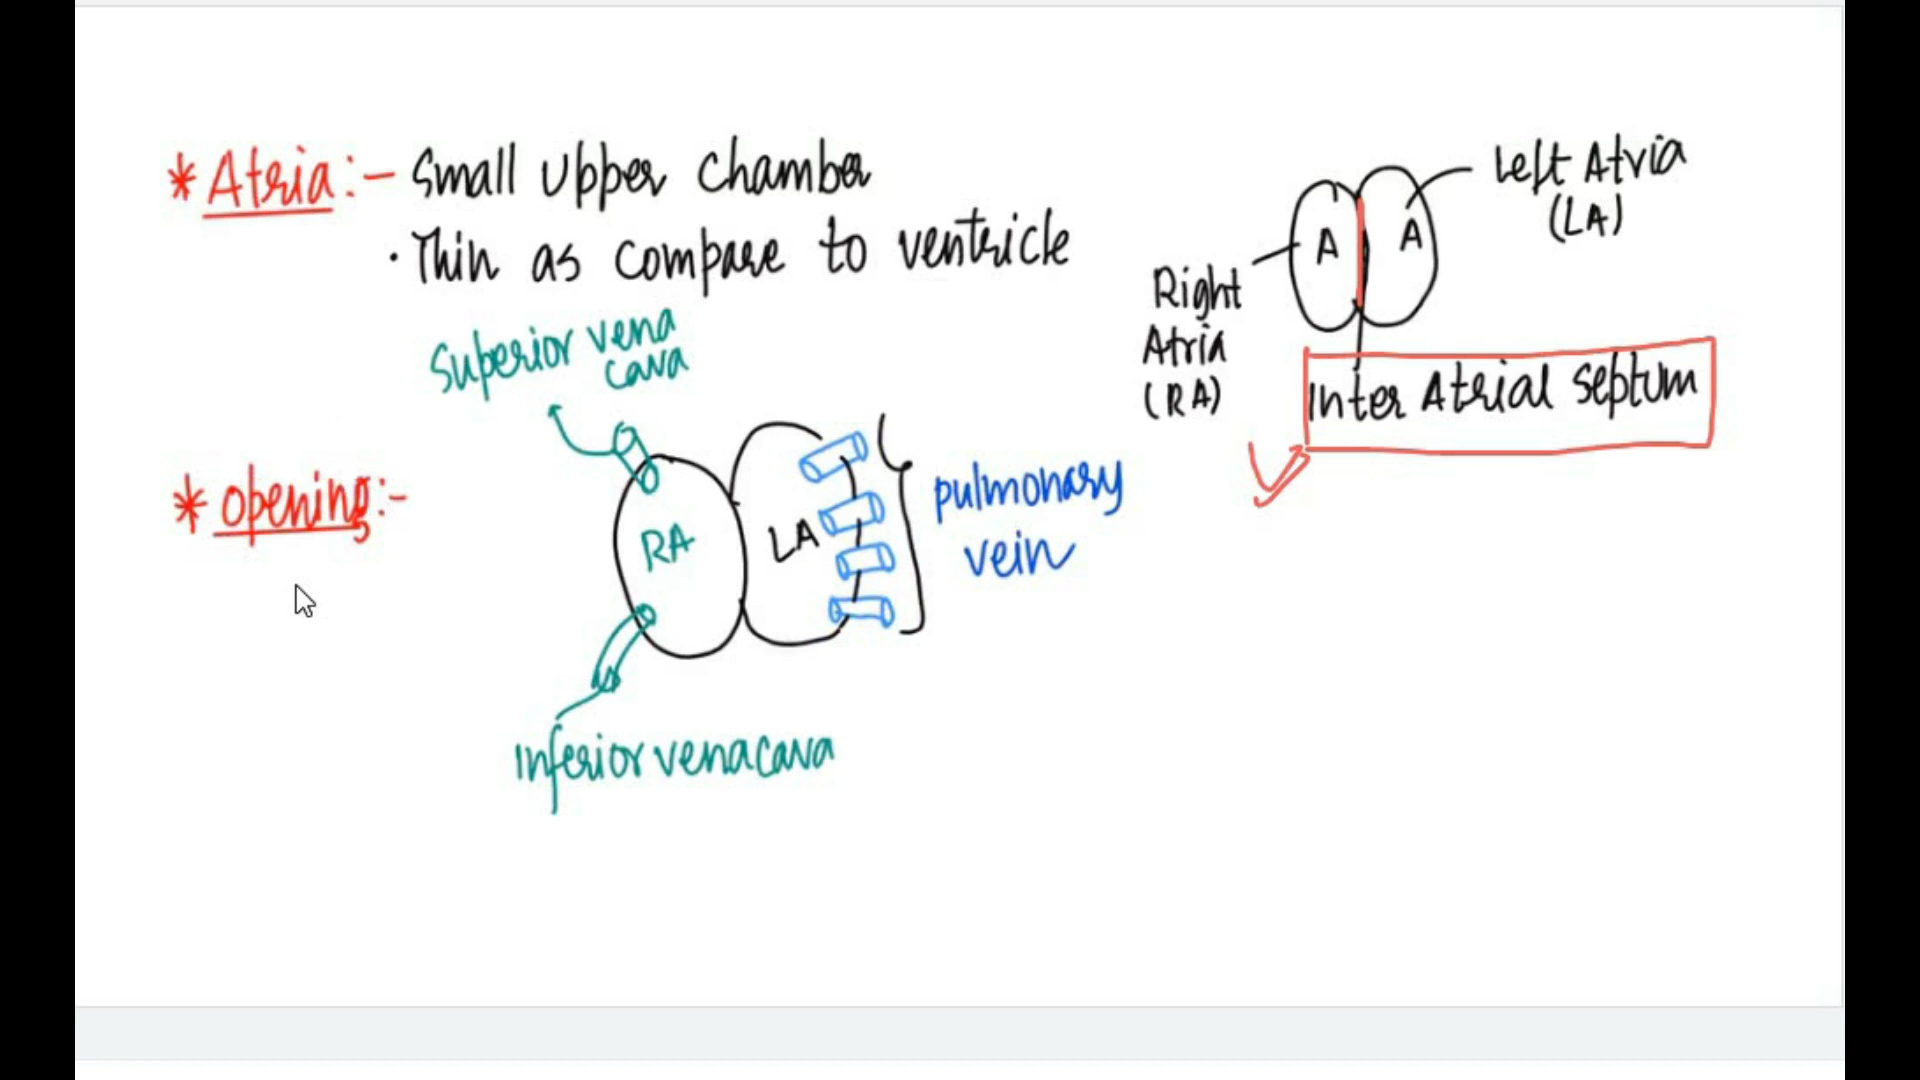 * Atria :- Small upper chamber
• Thin as compare to ventricle
Left Atria
(LA)
A
A
Right
Atria
(RA)
Inter Atrial Septum
Superior vena
cava
* opening :-
RA
LA
pulmonary
vein
Inferior venacava